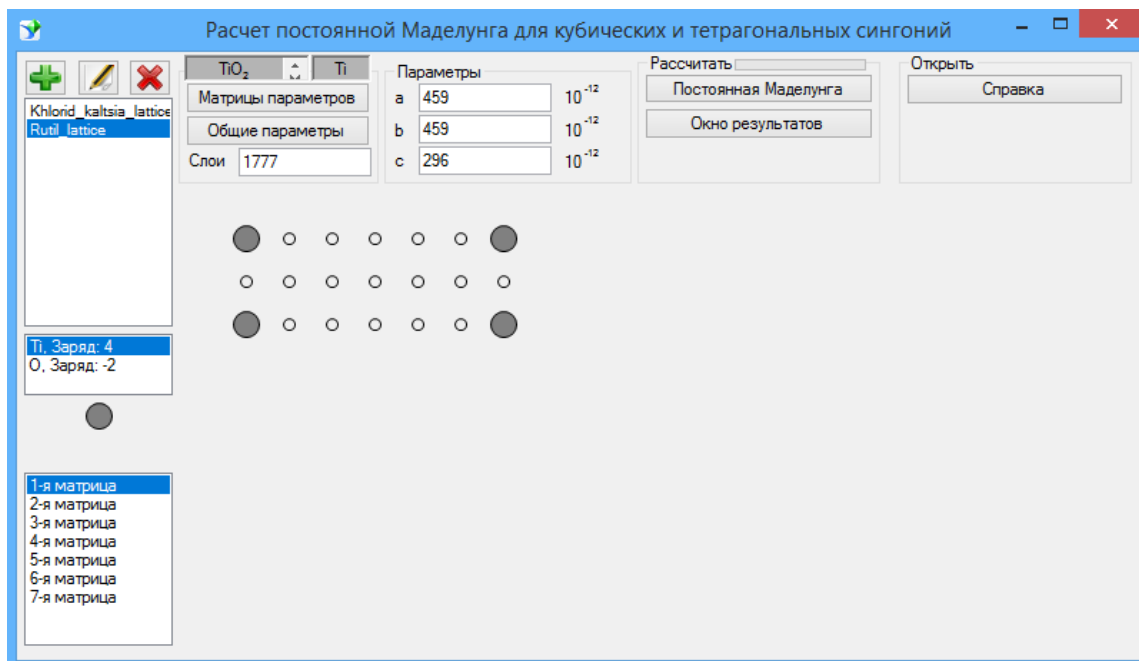 Расчет постоянной Маделунга для кубических и тетрагональных сингоний
Khlorid_kaltsia_lattice
Rutil_lattice
Ti, Заряд: 4
O, Заряд: -2
1-я матрица
2-я матрица
3-я матрица
4-я матрица
5-я матрица
6-я матрица
7-я матрица
TiO₂ Ti
Матрицы параметров
Общие параметры
Слои 1777
Параметры
a 459 10⁻¹²
b 459 10⁻¹²
c 296 10⁻¹²
Рассчитать
Постоянная Маделунга
Окно результатов
Открыть
Справка